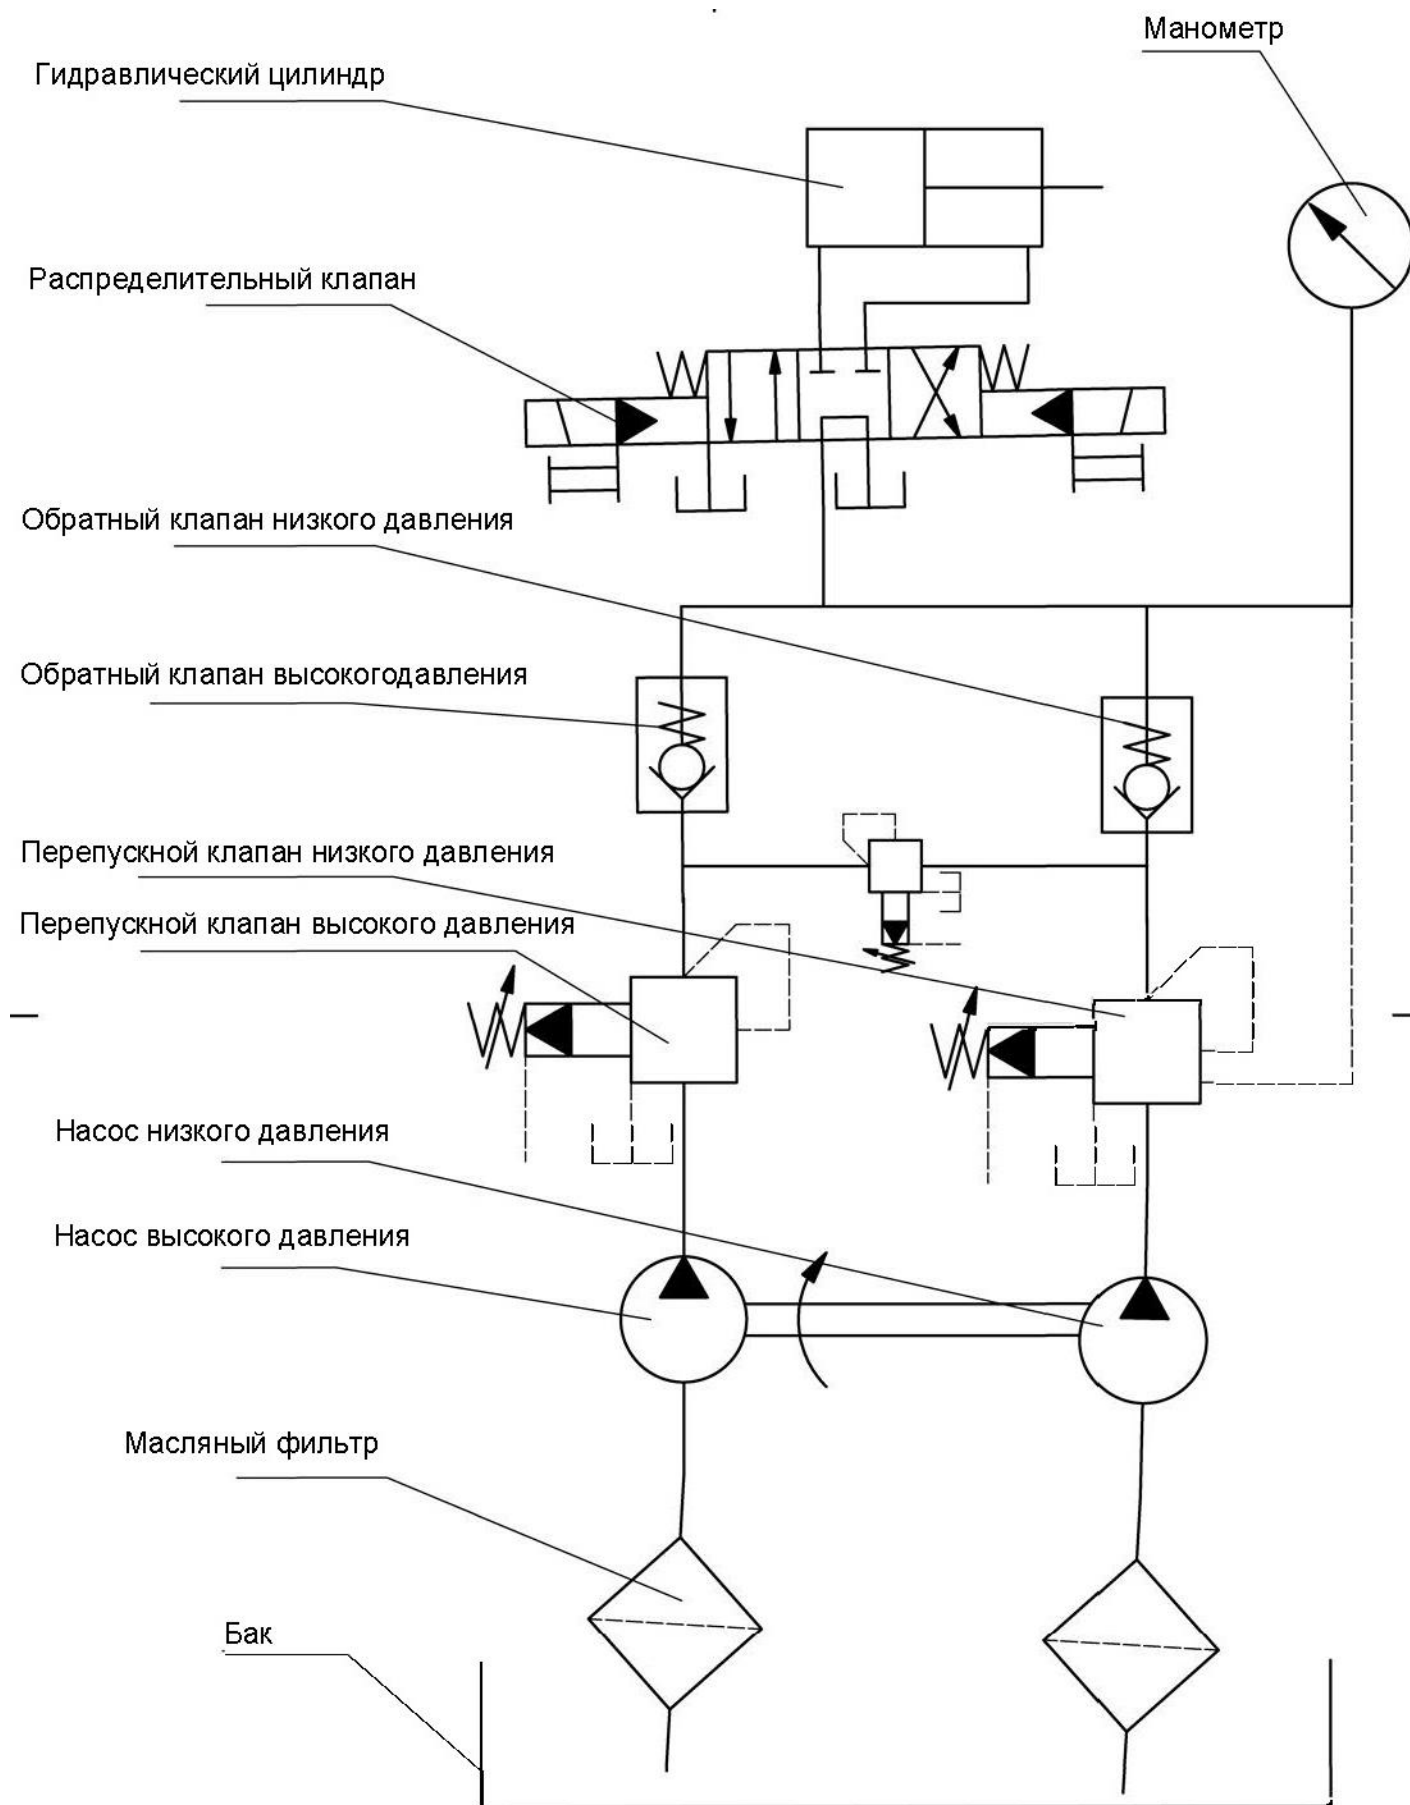 Манометр
Гидравлический цилиндр
Распределительный клапан
Обратный клапан низкого давления
Обратный клапан высокогодавления
Перепускной клапан низкого давления
Перепускной клапан высокого давления
Насос низкого давления
Насос высокого давления
Масляный фильтр
Бак